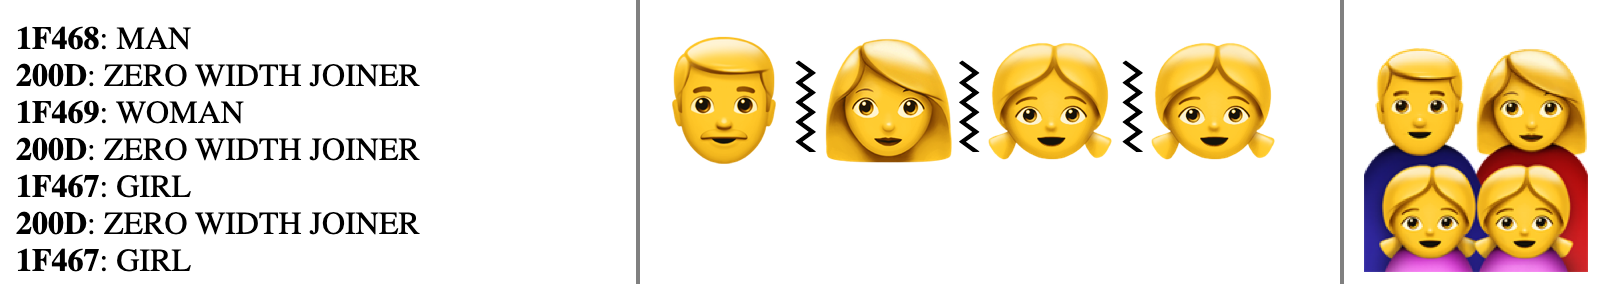 1F468: MAN
200D: ZERO WIDTH JOINER
1F469: WOMAN
200D: ZERO WIDTH JOINER
1F467: GIRL
200D: ZERO WIDTH JOINER
1F467: GIRL